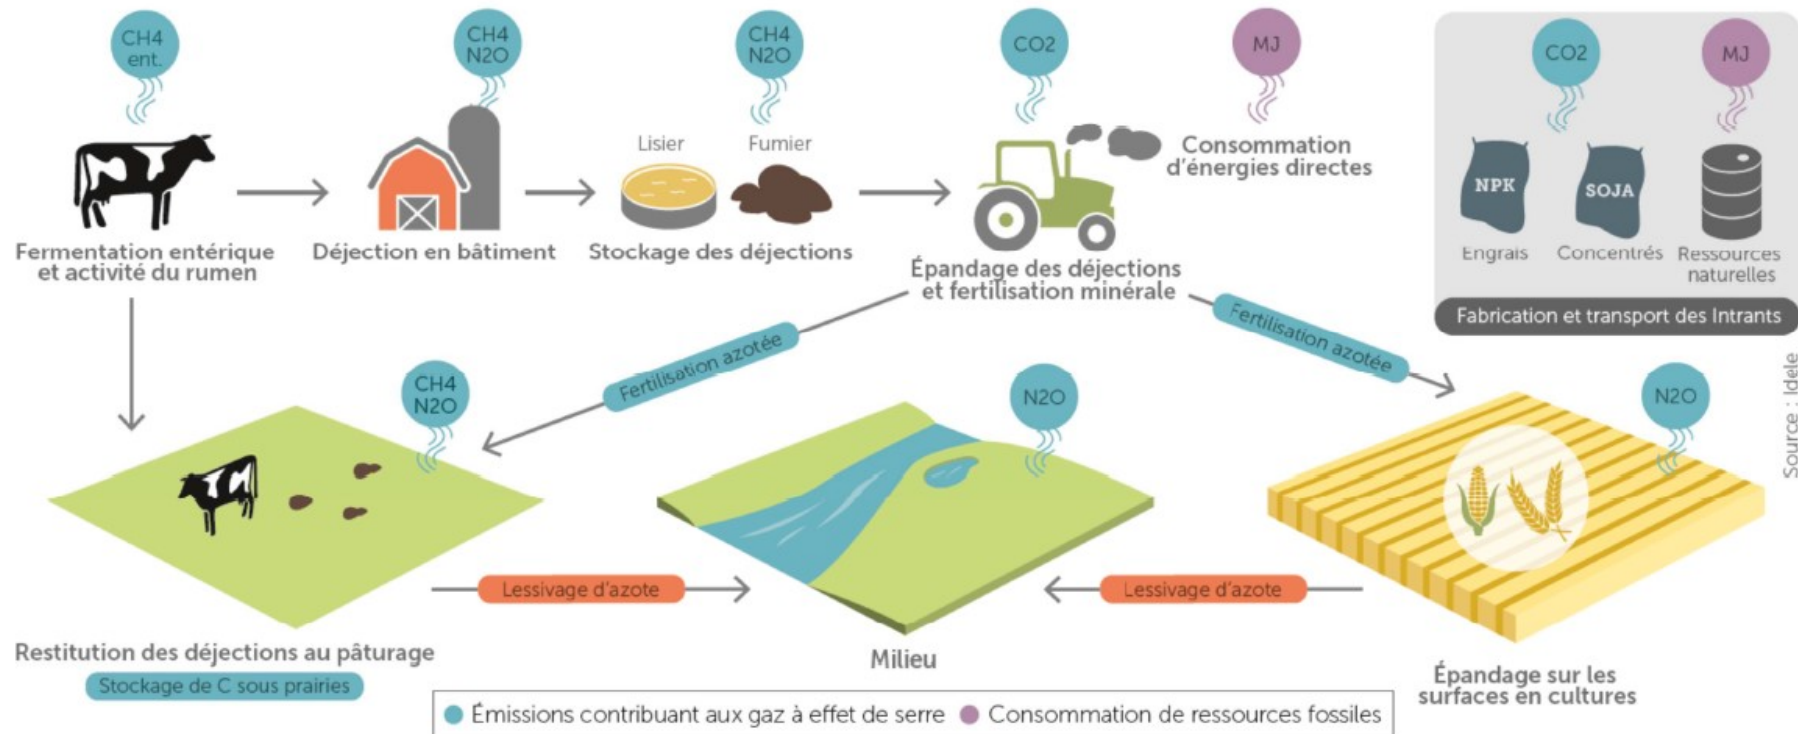 CH4
ent.
CH4
N2O
CH4
N2O
CO2
MJ
CO2
MJ
Lisier
Fumier
Consommation
d'énergies directes
NPK
SOJA
Engrais
Concentrés
Ressources
naturelles
Fabrication et transport des Intrants
Fermentation entérique
et activité du rumen
Déjection en bâtiment
Stockage des déjections
Épandage des déjections
et fertilisation minérale
Fertilisation azotée
Fertilisation azotée
CH4
N2O
N2O
N2O
Source : Idele
Lessivage d'azote
Lessivage d'azote
Restitution des déjections au pâturage
Stockage de C sous prairies
Milieu
Épandage sur les
surfaces en cultures
Émissions contribuant aux gaz à effet de serre
Consommation de ressources fossiles